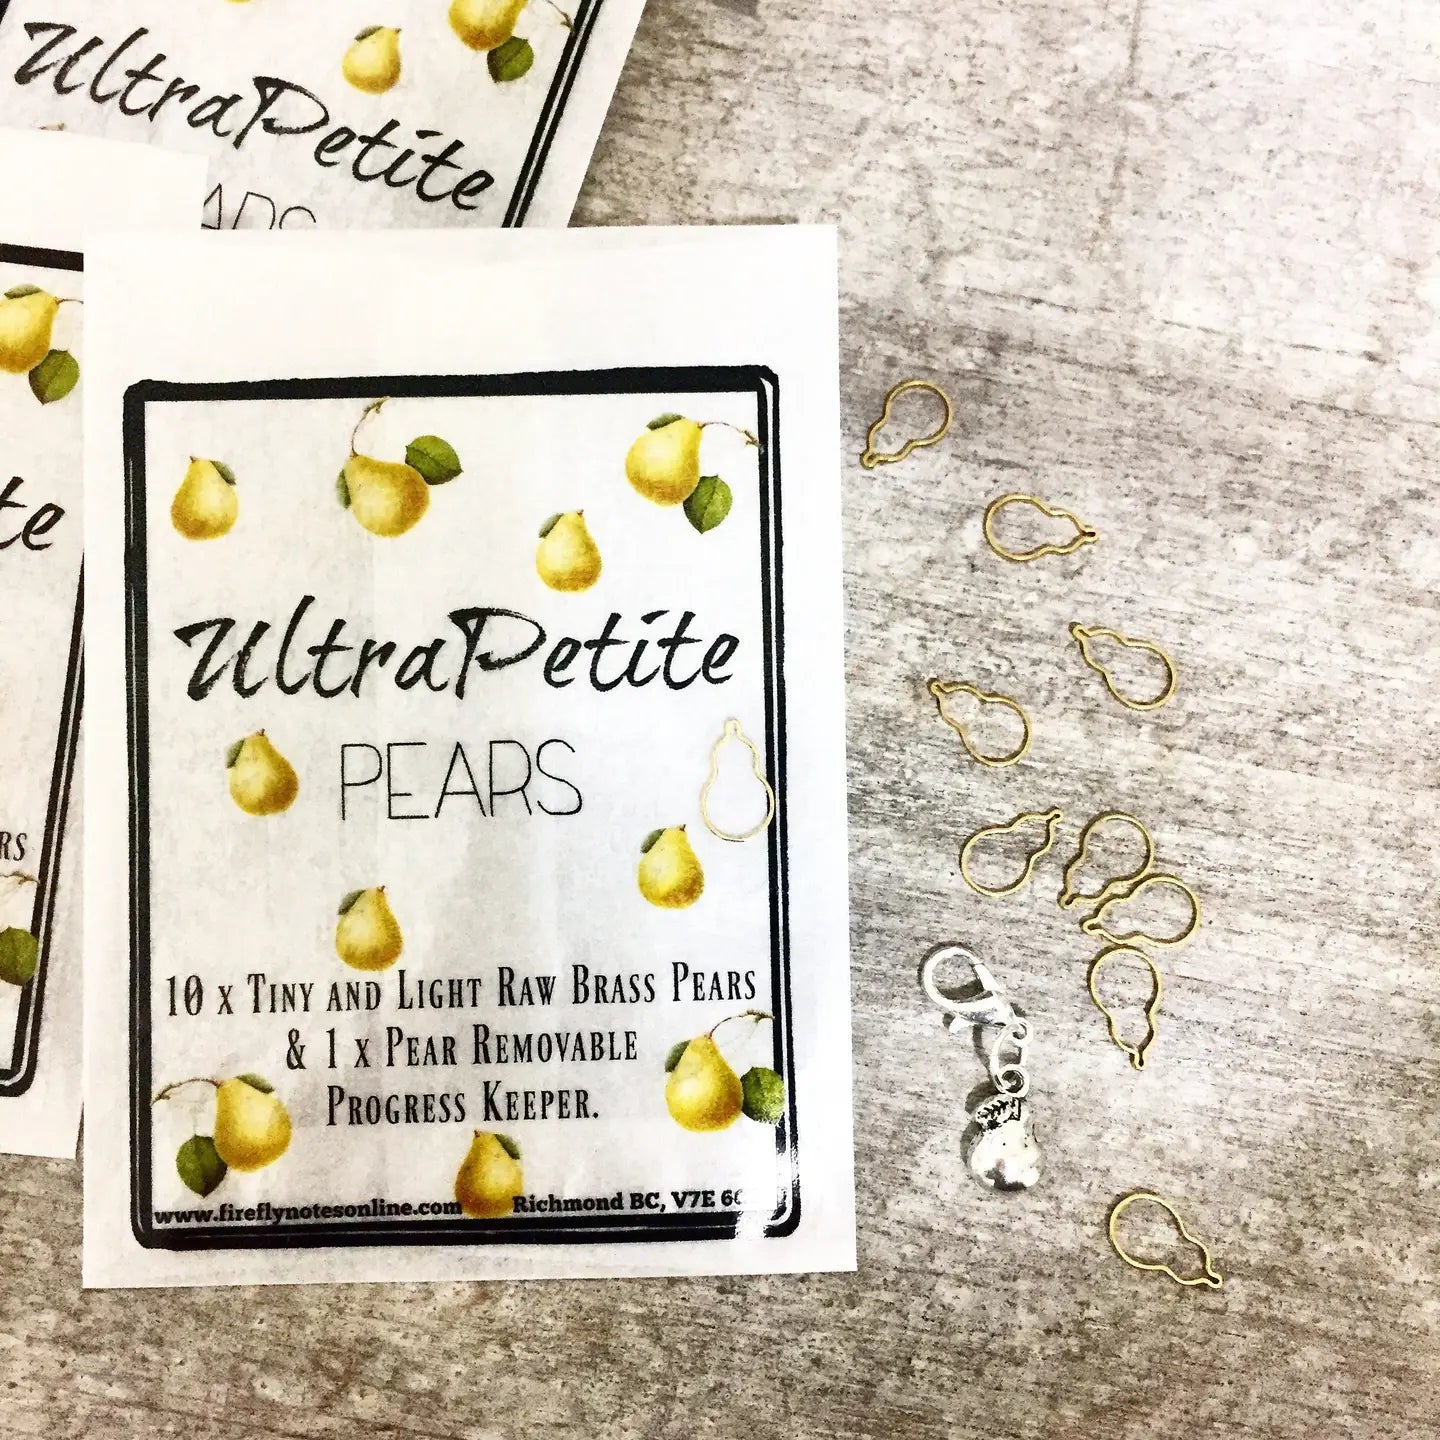 UltraPetite
UltraPetite
PEARS
10 x Tiny and Light Raw Brass Pears
& 1 x Pear Removable
Progress Keeper.
www.fireflynotesonline.com Richmond BC, V7E